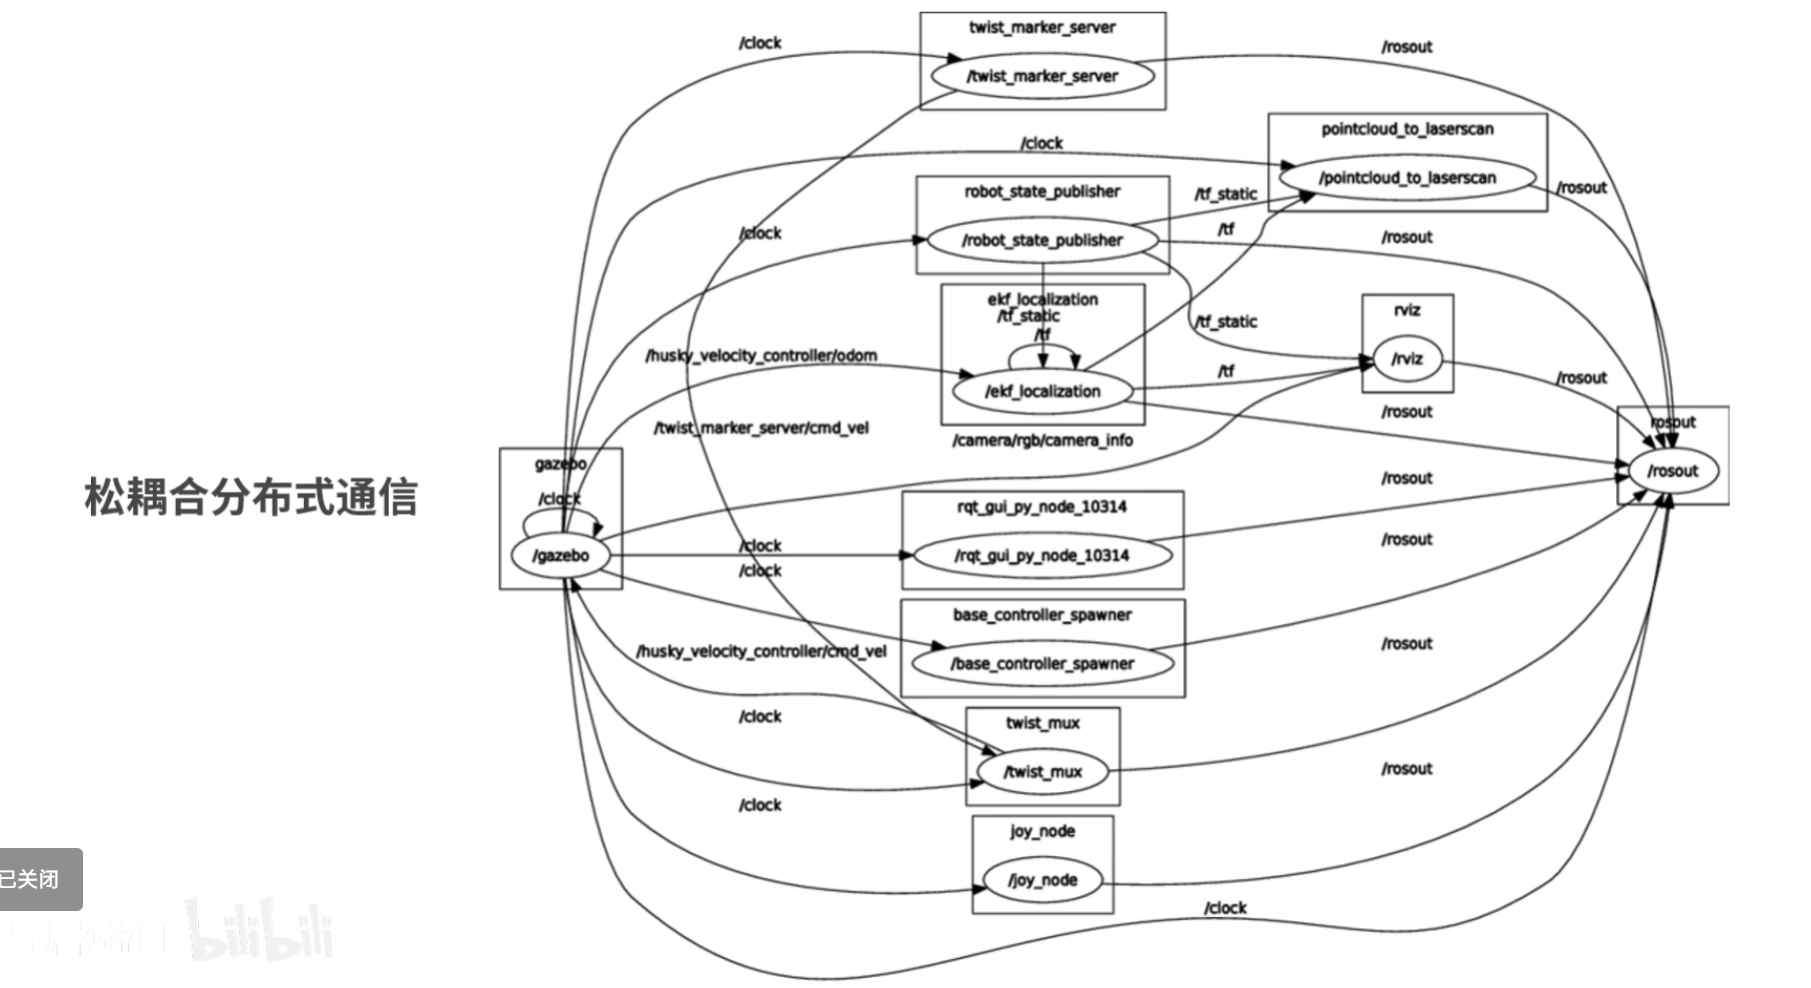 twist_marker_server
/clock
/rosout
/twist_marker_server
pointcloud_to_laserscan
/clock
/pointcloud_to_laserscan
/rosout
robot_state_publisher
/tf_static
/clock
/tf
/robot_state_publisher
/rosout
ekf_localization
/tf_static
rviz
/tf_static
/tf
/husky_velocity_controller/odom
/rviz
/tf
/rosout
/ekf_localization
/rosout
/twist_marker_server/cmd_vel
/camera/rgb/camera_info
rosout
gazebo
/rosout
/rosout
松耦合分布式通信
/clock
rqt_gui_py_node_10314
/rosout
/gazebo
/clock
/rqt_gui_py_node_10314
/clock
base_controller_spawner
/rosout
/husky_velocity_controller/cmd_vel
/base_controller_spawner
/clock
twist_mux
/twist_mux
/rosout
/clock
joy_node
已关闭
/joy_node
/clock
bilibili